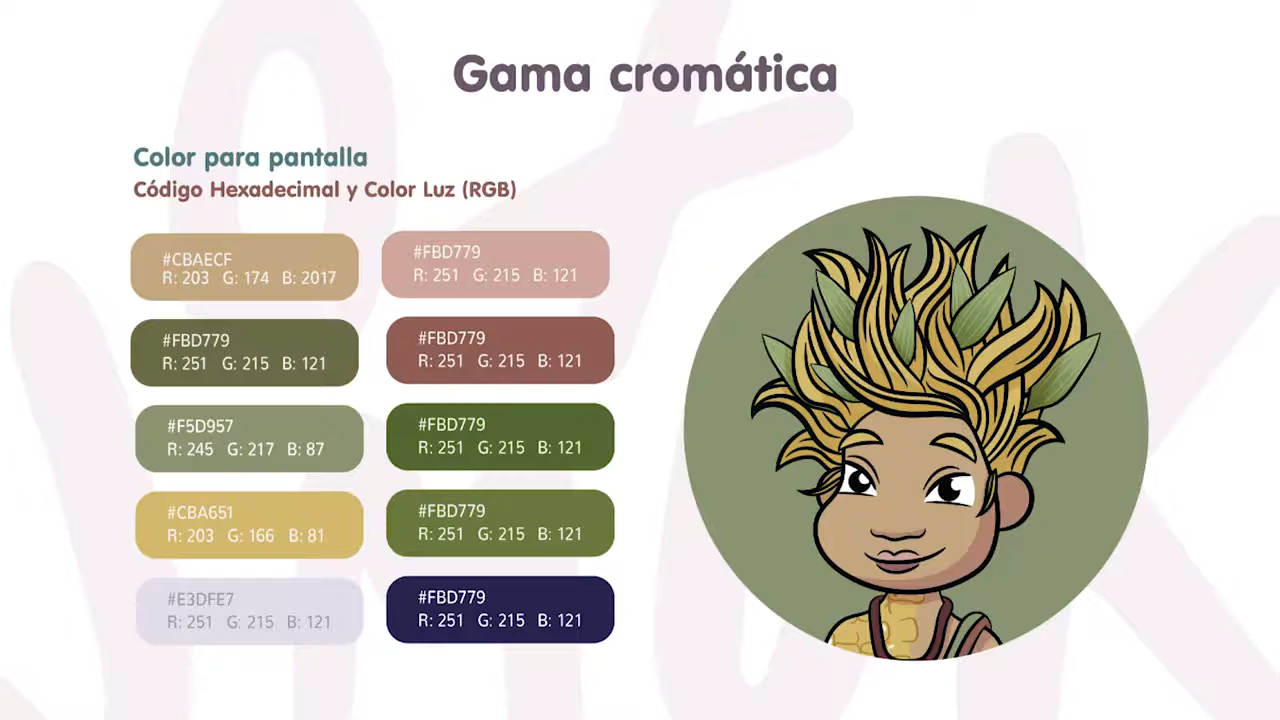 Gama cromática
Color para pantalla
Código Hexadecimal y Color Luz (RGB)
#CBAECF
R: 203 G: 174 B: 2017
#FBD779
R: 251 G: 215 B: 121
#FBD779
R: 251 G: 215 B: 121
#FBD779
R: 251 G: 215 B: 121
#F5D957
R: 245 G: 217 B: 87
#FBD779
R: 251 G: 215 B: 121
#CBA651
R: 203 G: 166 B: 81
#FBD779
R: 251 G: 215 B: 121
#E3DFE7
R: 251 G: 215 B: 121
#FBD779
R: 251 G: 215 B: 121